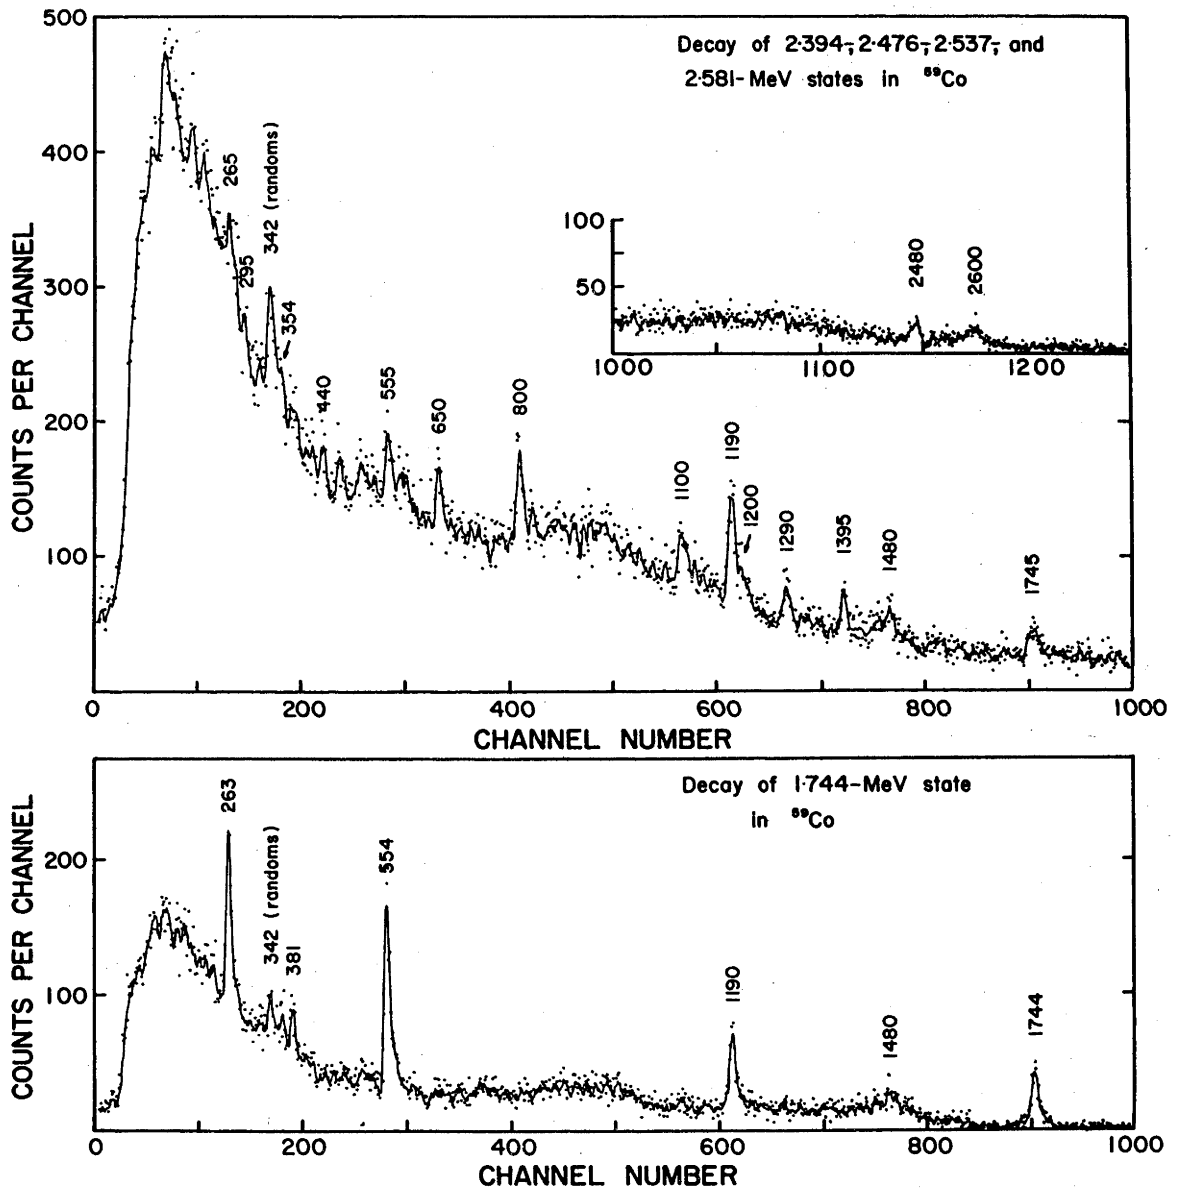 500
400
300
200
100
COUNTS PER CHANNEL
Decay of 2·394-, 2·476-, 2·537-, and
2·581-MeV states in ⁵⁹Co
265
295
342 (randoms)
354
440
555
650
800
1100
1190
1200
1290
1395
1480
1745
100
50
2480
2600
1000 1100 1200
0 200 400 600 800 1000
CHANNEL NUMBER
200
100
COUNTS PER CHANNEL
Decay of 1·744-MeV state
in ⁵⁹Co
263
342 (randoms)
381
554
1190
1480
1744
0 200 400 600 800 1000
CHANNEL NUMBER